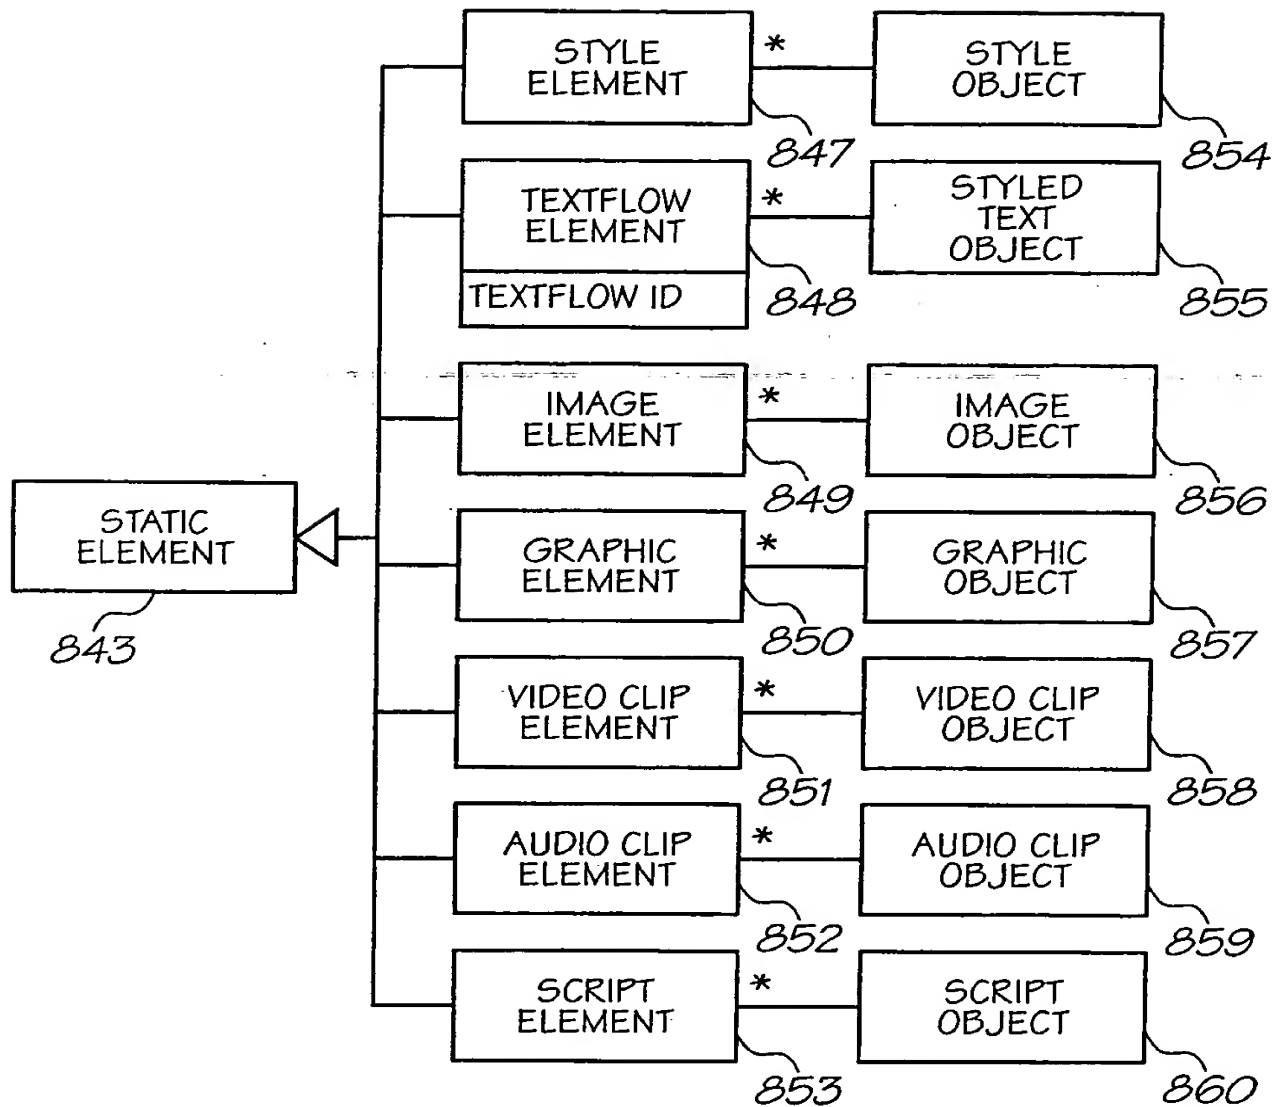 STYLE
ELEMENT
*
STYLE
OBJECT
847
854
TEXTFLOW
ELEMENT
*
STYLED
TEXT
OBJECT
TEXTFLOW ID
848
855
IMAGE
ELEMENT
*
IMAGE
OBJECT
849
856
STATIC
ELEMENT
843
GRAPHIC
ELEMENT
*
GRAPHIC
OBJECT
850
857
VIDEO CLIP
ELEMENT
*
VIDEO CLIP
OBJECT
851
858
AUDIO CLIP
ELEMENT
*
AUDIO CLIP
OBJECT
852
859
SCRIPT
ELEMENT
*
SCRIPT
OBJECT
853
860